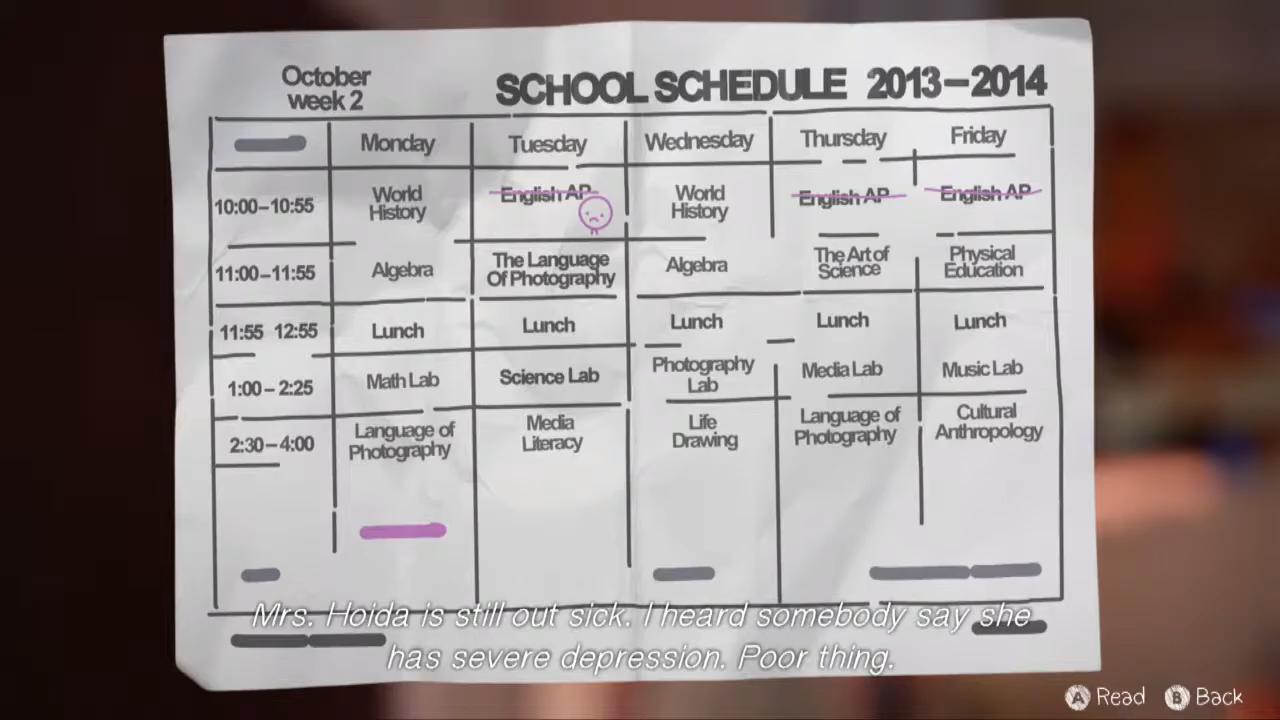 October
week 2
SCHOOL SCHEDULE 2013-2014
Monday Tuesday Wednesday Thursday Friday
10:00-10:55 World History English AP World History English AP English AP
11:00-11:55 Algebra The Language Of Photography Algebra The Art of Science Physical Education
11:55 12:55 Lunch Lunch Lunch Lunch Lunch
1:00-2:25 Math Lab Science Lab Photography Lab Media Lab Music Lab
2:30-4:00 Language of Photography Media Literacy Life Drawing Language of Photography Cultural Anthropology
Mrs. Hoida is still out sick. I heard somebody say she
has severe depression. Poor thing.
A Read B Back